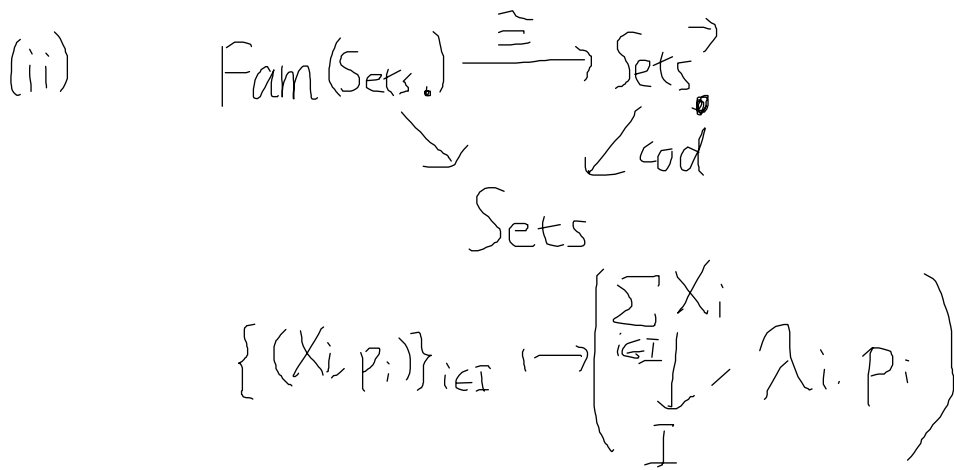 (ii) Fam(Sets.) ≅→ Sets.→
↘ ↙ cod
Sets
{(Xi, pi)}i∈I ↦ (∑i∈I Xi ↓ I, λi. pi)